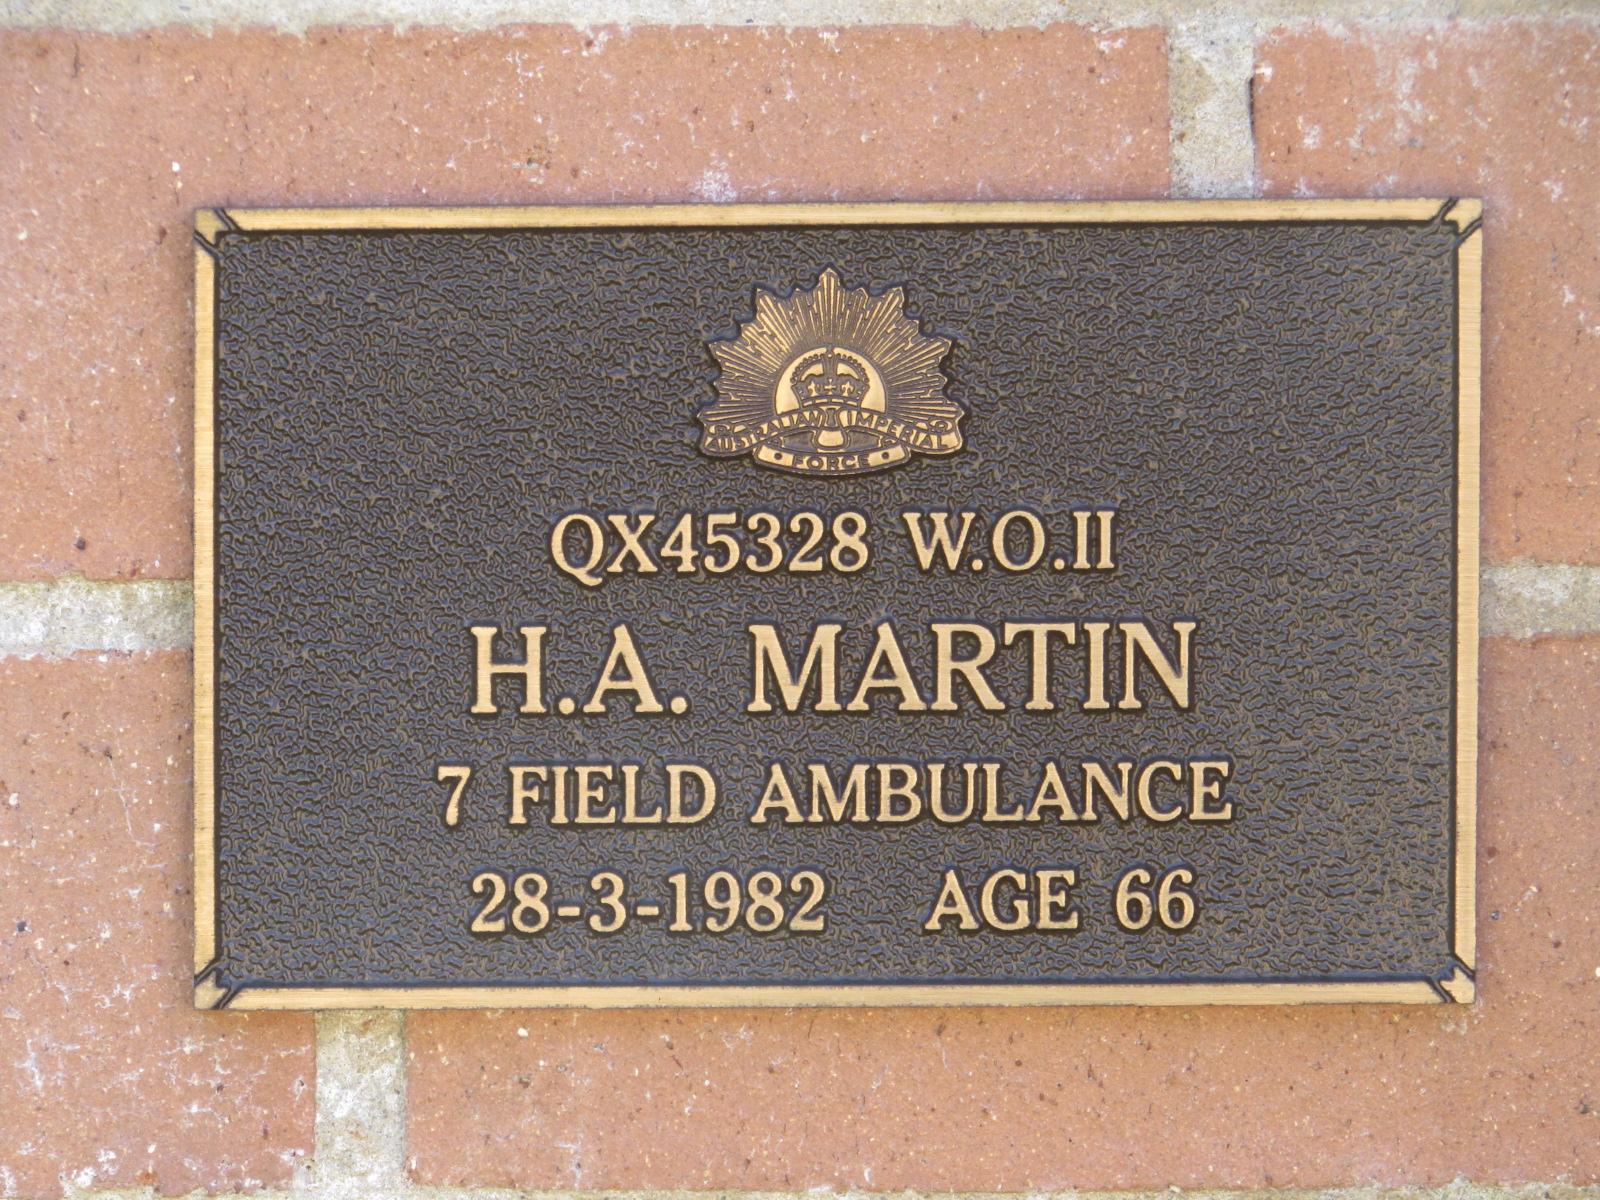 AUSTRALIAN IMPERIAL
FORCE
QX45328 W.O.II
H.A. MARTIN
7 FIELD AMBULANCE
28-3-1982 AGE 66